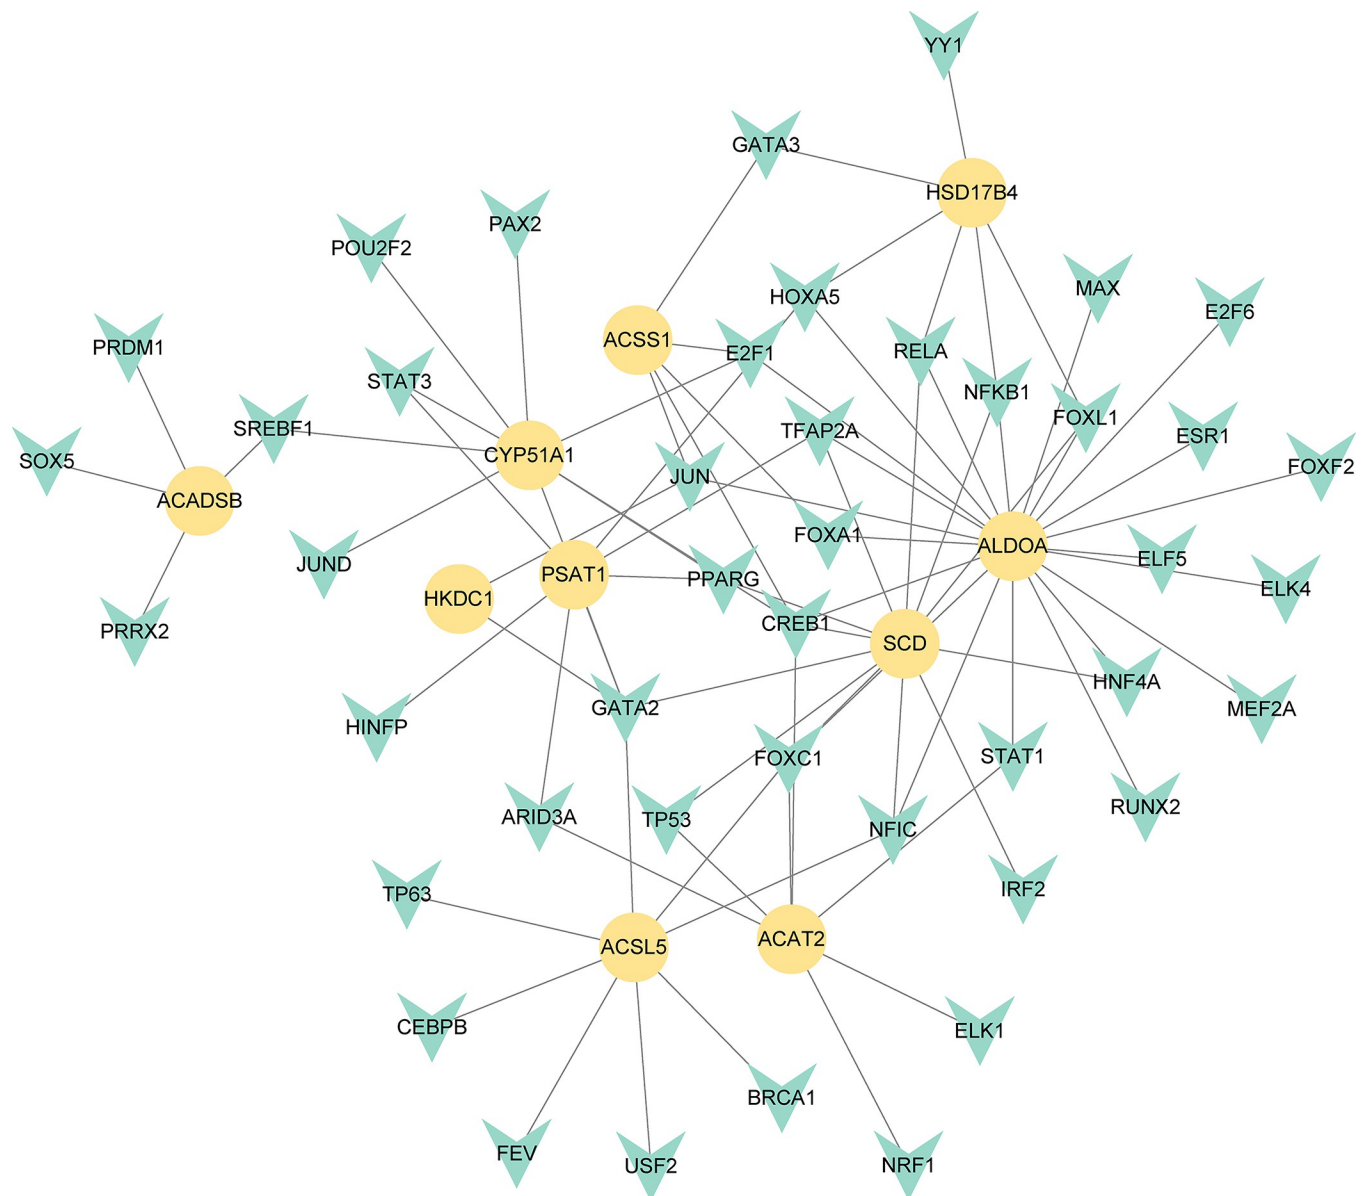 YY1
GATA3
HSD17B4
PAX2
POU2F2
MAX
HOXA5
E2F6
PRDM1
ACSS1
E2F1
RELA
STAT3
NFKB1
FOXL1
SREBF1
TFAP2A
ESR1
SOX5
CYP51A1
FOXF2
JUN
ACADSB
FOXA1
ALDOA
JUND
PSAT1
PPARG
ELF5
ELK4
HKDC1
PRRX2
CREB1
SCD
HNF4A
HINFP
GATA2
MEF2A
FOXC1
STAT1
RUNX2
ARID3A
TP53
NFIC
TP63
IRF2
ACSL5
ACAT2
CEBPB
ELK1
BRCA1
FEV
USF2
NRF1